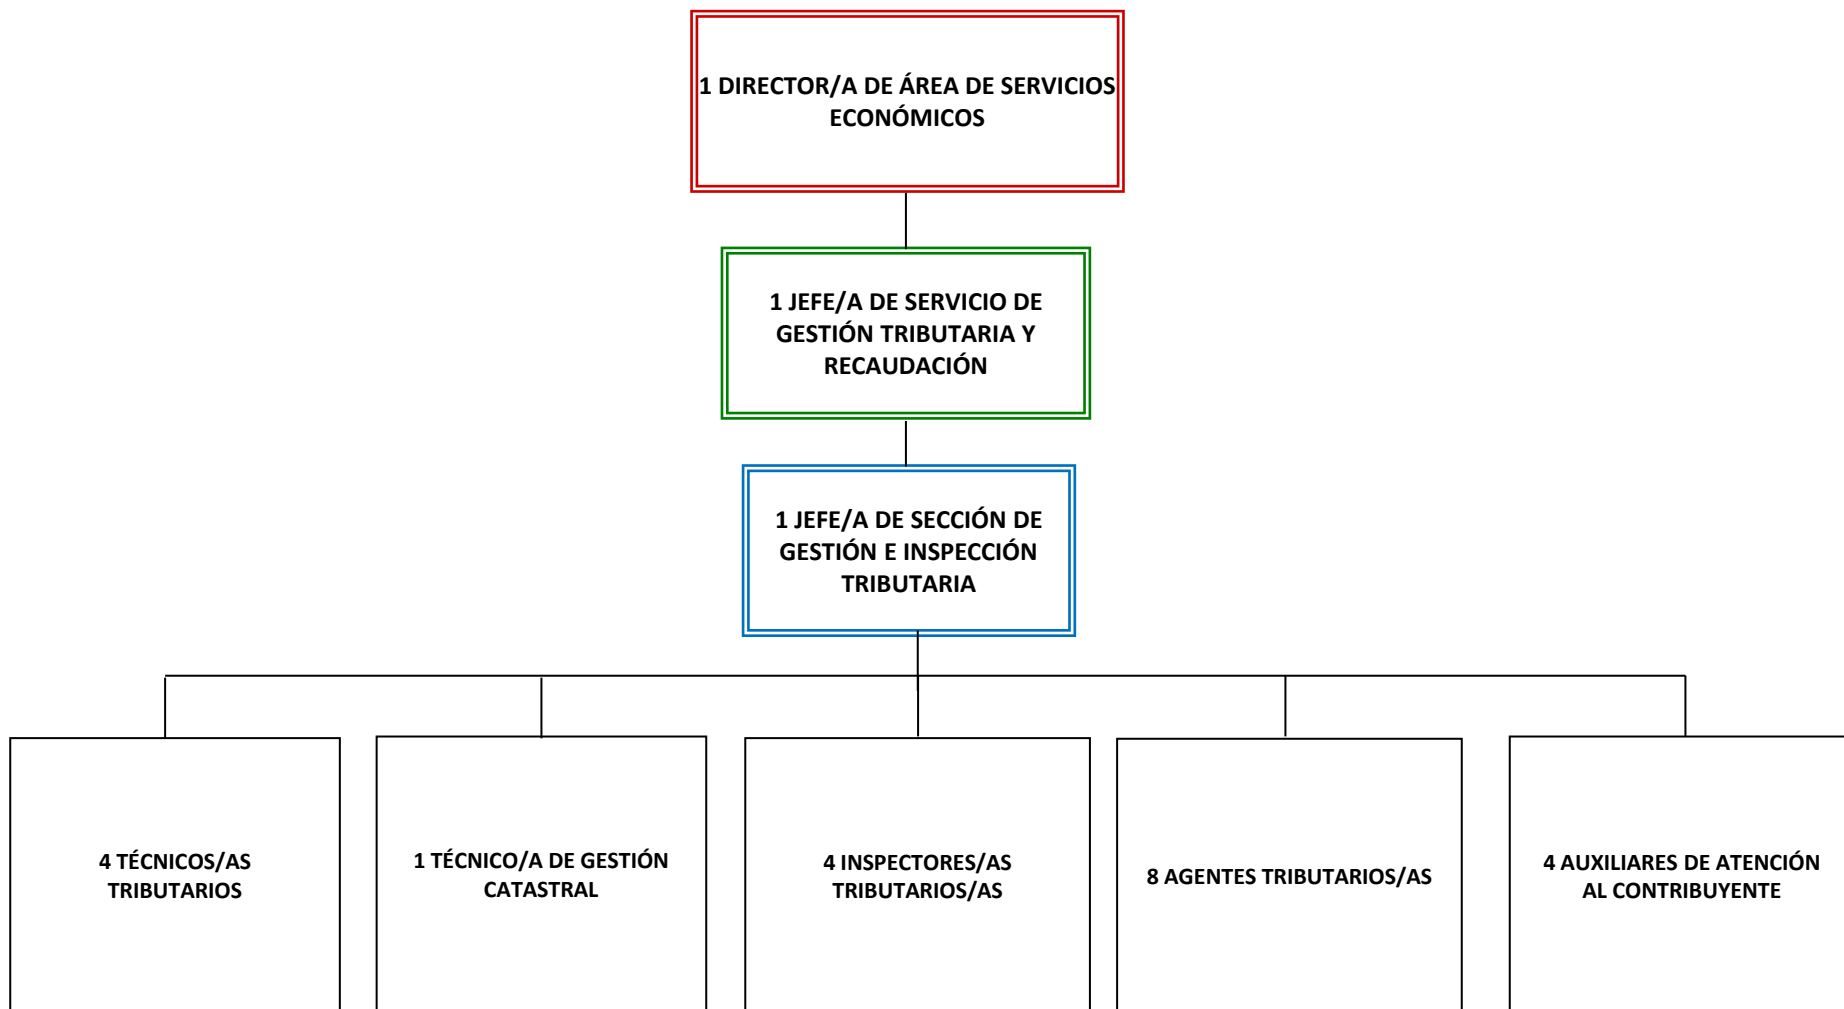 1 DIRECTOR/A DE ÁREA DE SERVICIOS
ECONÓMICOS
1 JEFE/A DE SERVICIO DE
GESTIÓN TRIBUTARIA Y
RECAUDACIÓN
1 JEFE/A DE SECCIÓN DE
GESTIÓN E INSPECCIÓN
TRIBUTARIA
4 TÉCNICOS/AS
TRIBUTARIOS
1 TÉCNICO/A DE GESTIÓN
CATASTRAL
4 INSPECTORES/AS
TRIBUTARIOS/AS
8 AGENTES TRIBUTARIOS/AS
4 AUXILIARES DE ATENCIÓN
AL CONTRIBUYENTE